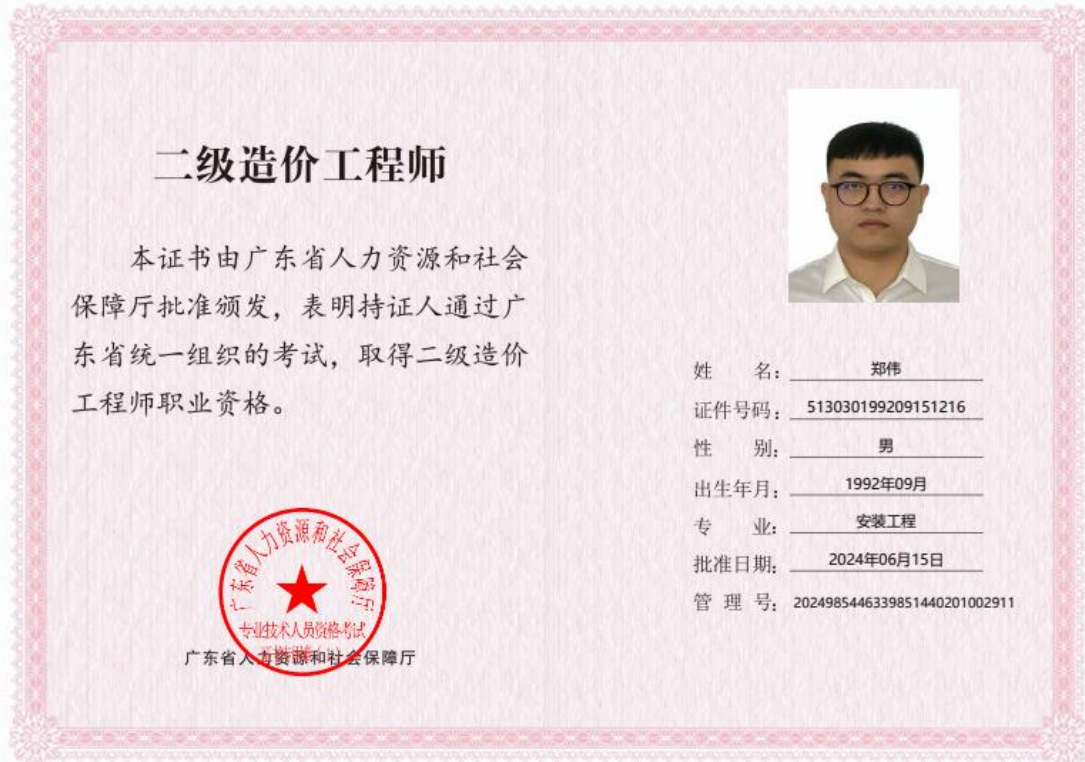 二级造价工程师
本证书由广东省人力资源和社会
保障厅批准颁发，表明持证人通过广
东省统一组织的考试，取得二级造价
工程师职业资格。
姓 名：郑伟
证件号码：513030199209151216
性 别：男
出生年月：1992年09月
专 业：安装工程
批准日期：2024年06月15日
管 理 号：2024985446339851440201002911
广东省人力资源和社会保障厅
专业技术人员资格考试
广东省人力资源和社会保障厅